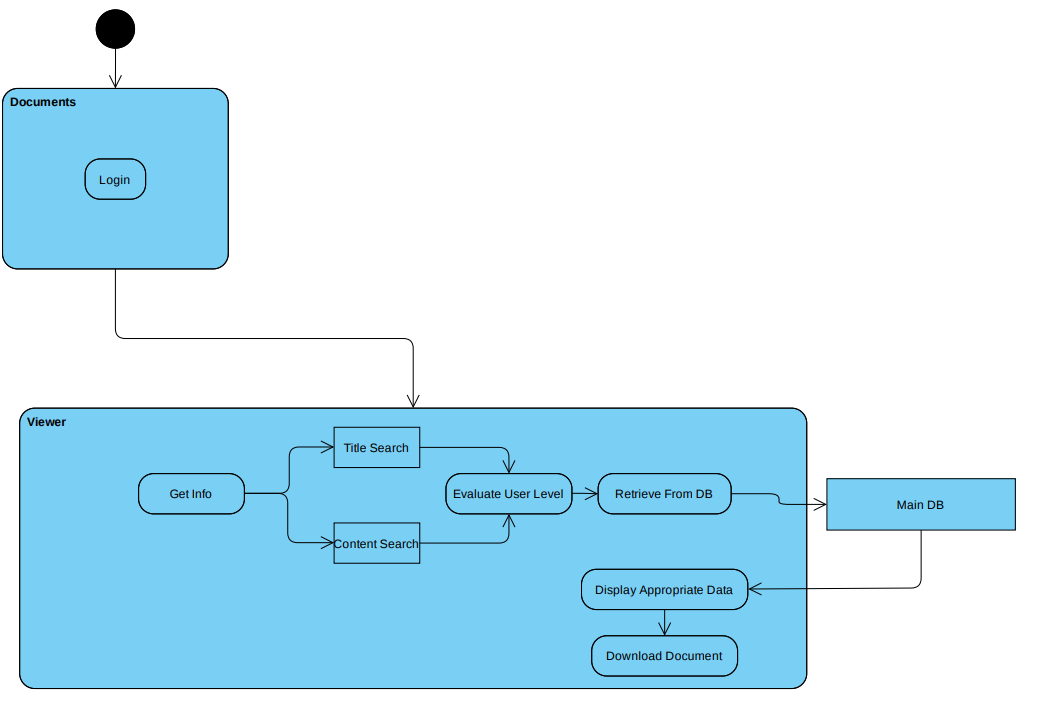 Documents
Login
Viewer
Title Search
Get Info
Evaluate User Level
Retrieve From DB
Main DB
Content Search
Display Appropriate Data
Download Document